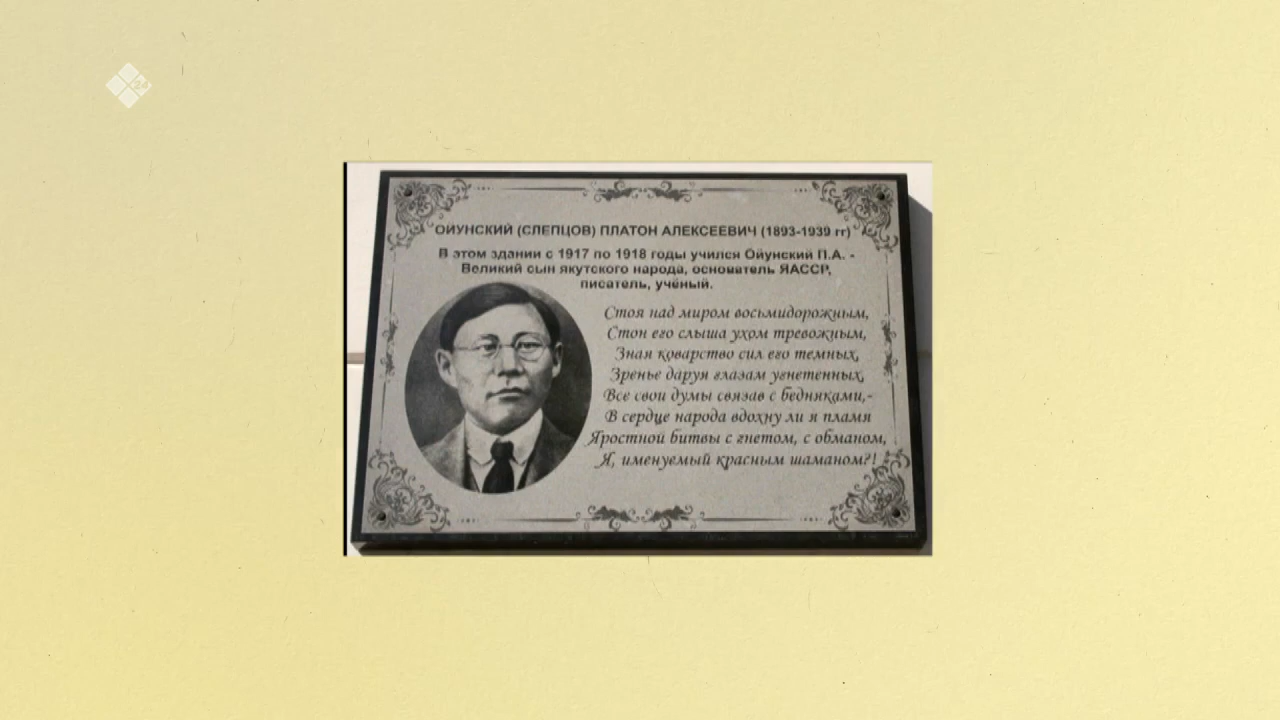 24
ОЙУНСКИЙ (СЛЕПЦОВ) ПЛАТОН АЛЕКСЕЕВИЧ (1893-1939 гг)
В этом здании с 1917 по 1918 годы учился Ойунский П.А. -
Великий сын якутского народа, основатель ЯАССР,
писатель, учёный.
Стоя над миром восьмидорожным,
Стон его слыша ухом тревожным,
Зная коварство сил его темных,
Зренье даруя глазам угнетенных,
Все свои думы связав с бедняками,-
В сердце народа вдохну ли я пламя
Яростной битвы с гнетом, с обманом,
Я, именуемый красным шаманом?!